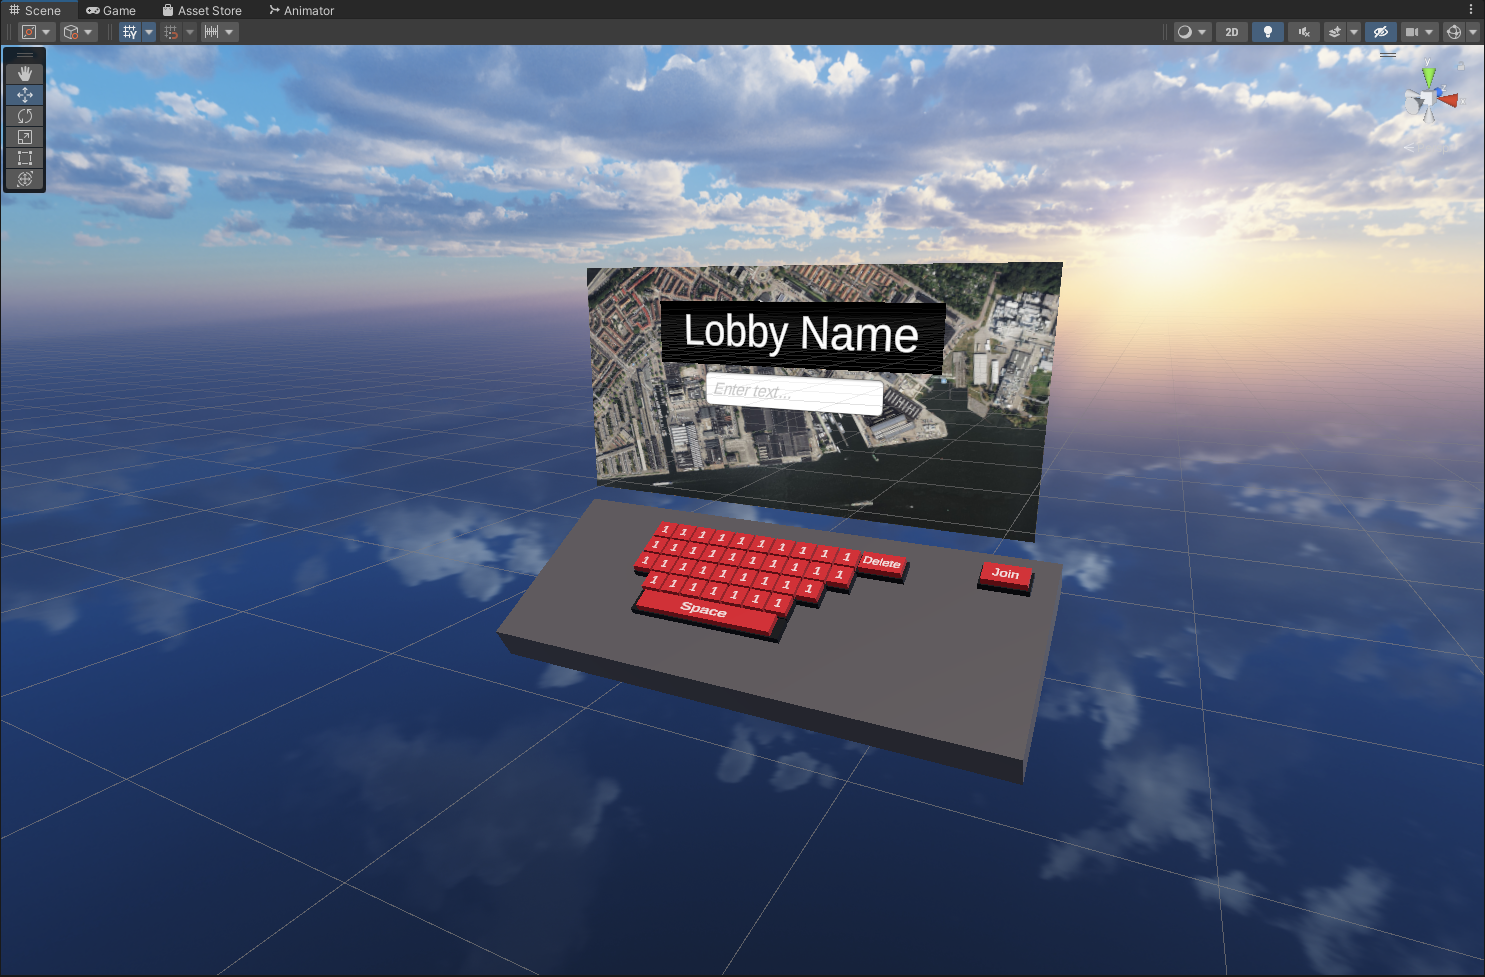 Scene Game Asset Store Animator
2D
y
x
z
Lobby Name
Enter text...
1 1 1 1 1 1 1 1 1 1 1 Delete
1 1 1 1 1 1 1 1 1 1
1 1 1 1 1 1 1 1 1
1 1 1 1 1 1 1
Space
Join